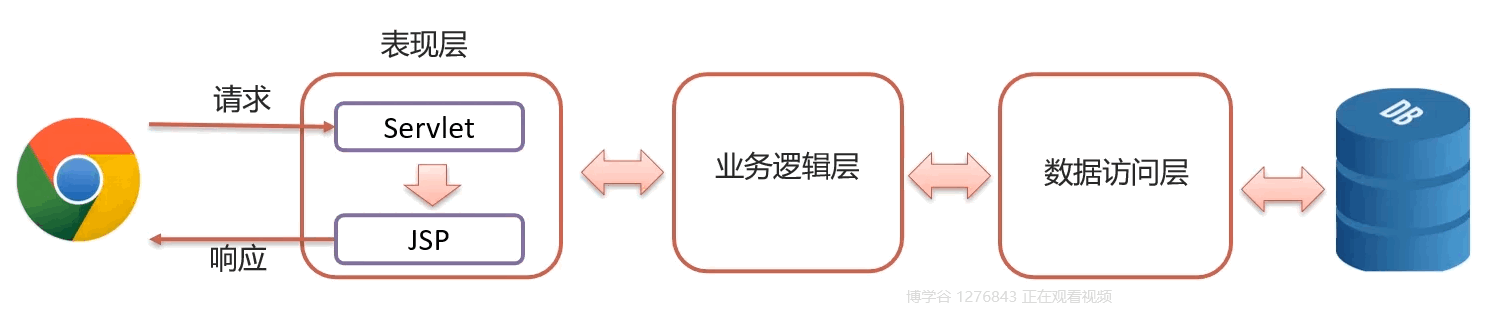 表现层
请求
Servlet
JSP
响应
业务逻辑层
数据访问层
DB
博学谷 1276843 正在观看视频